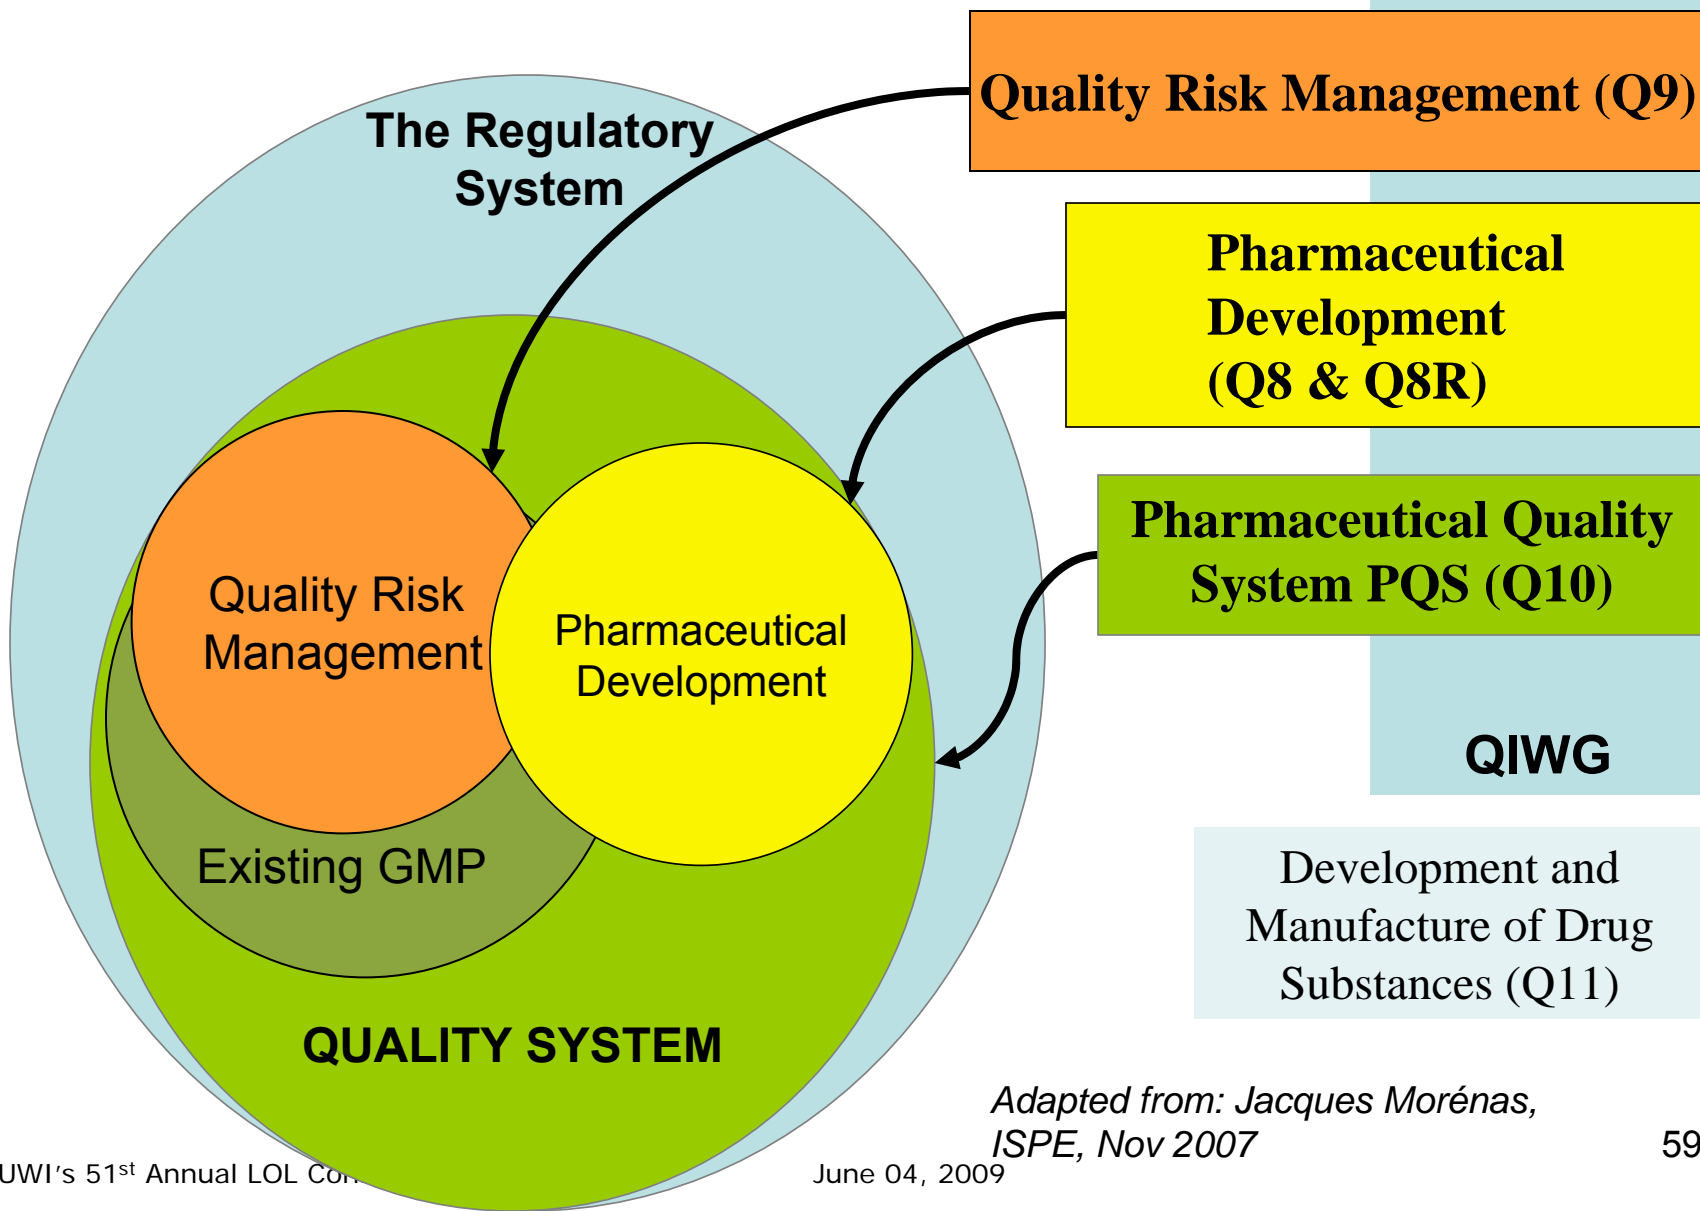 Quality Risk Management (Q9)
The Regulatory
System
Pharmaceutical
Development
(Q8 & Q8R)
Pharmaceutical Quality
System PQS (Q10)
Quality Risk
Management
Pharmaceutical
Development
QIWG
Existing GMP
Development and
Manufacture of Drug
Substances (Q11)
QUALITY SYSTEM
Adapted from: Jacques Morénas,
ISPE, Nov 2007
59
UWI's 51st Annual LOL
June 04, 2009